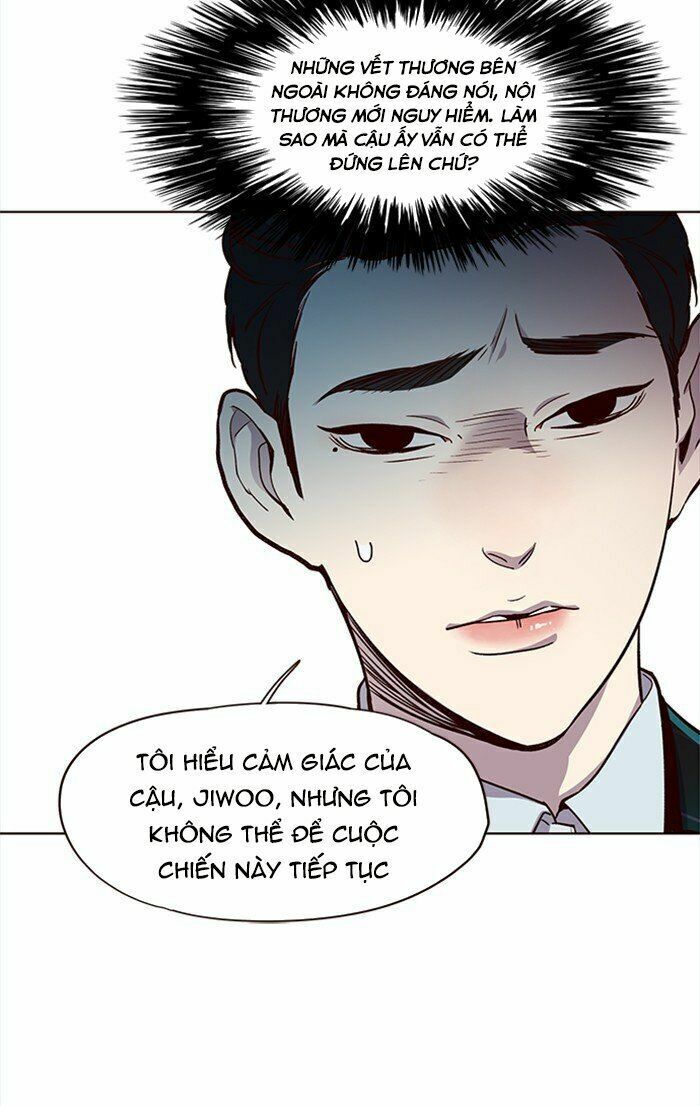 NHỮNG VẾT THƯƠNG BÊN
NGOÀI KHÔNG ĐÁNG NÓI, NỘI
THƯƠNG MỚI NGUY HIỂM. LÀM
SAO MÀ CẬU ẤY VẪN CÓ THỂ
ĐỨNG LÊN CHỨ?
TÔI HIỂU CẢM GIÁC CỦA
CẬU, JIWOO, NHƯNG TÔI
KHÔNG THỂ ĐỂ CUỘC
CHIẾN NÀY TIẾP TỤC